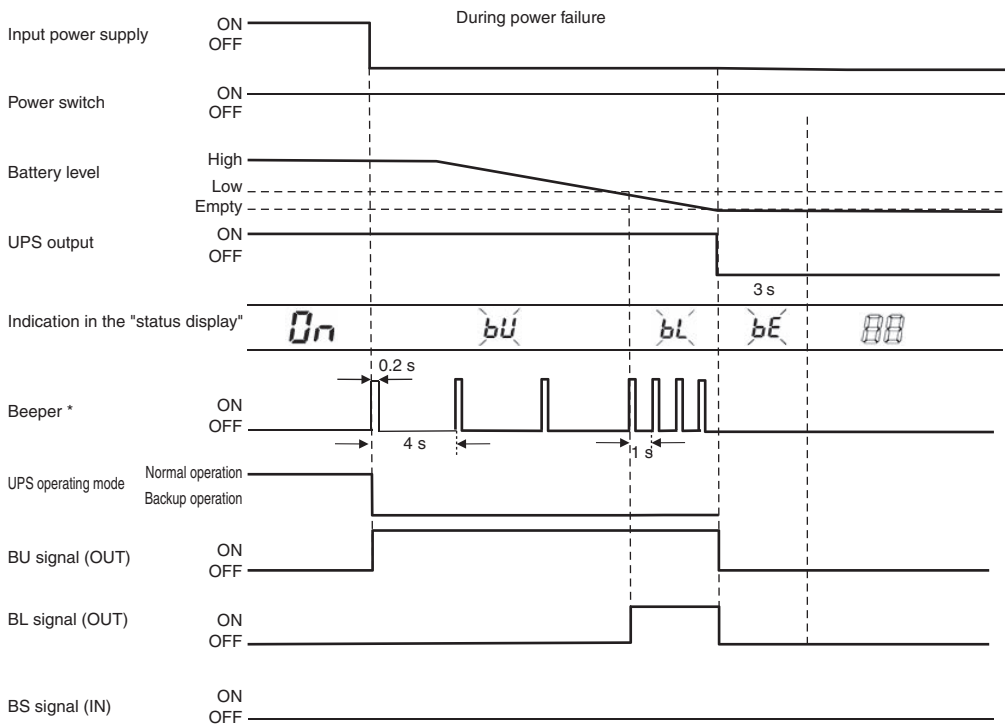 During power failure
Input power supply
ON
OFF
Power switch
ON
OFF
Battery level
High
Low
Empty
UPS output
ON
OFF
3 s
Indication in the "status display"
On
bU
bL
bE
88
0.2 s
Beeper *
ON
OFF
4 s
1 s
UPS operating mode
Normal operation
Backup operation
BU signal (OUT)
ON
OFF
BL signal (OUT)
ON
OFF
BS signal (IN)
ON
OFF